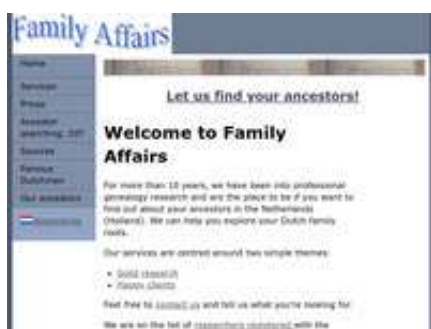 Family Affairs
Home
Services
Prices
Ancestor
searching: DIY
Sources
Famous
Dutchmen
Our ancestors
Let us find your ancestors!
Welcome to Family
Affairs
For more than 10 years, we have been into professional
genealogy research and are the place to be if you want to
find out about your ancestors in the Netherlands
(Holland). We can help you explore your Dutch family
roots.
Our services are centred around two simple themes:
Solid research
Happy clients
Feel free to contact us and tell us what you're looking for.
We are on the list of researchers registered with the